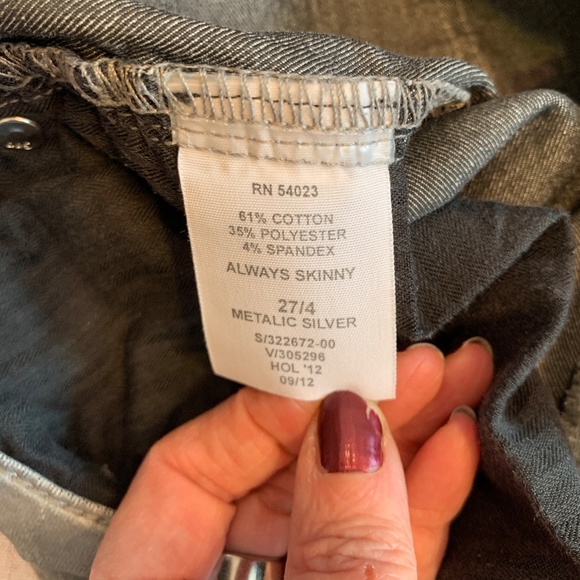 RN 54023
61% COTTON
35% POLYESTER
4% SPANDEX
ALWAYS SKINNY
27/4
METALIC SILVER
S/322672-00
V/305296
HOL '12
09/12